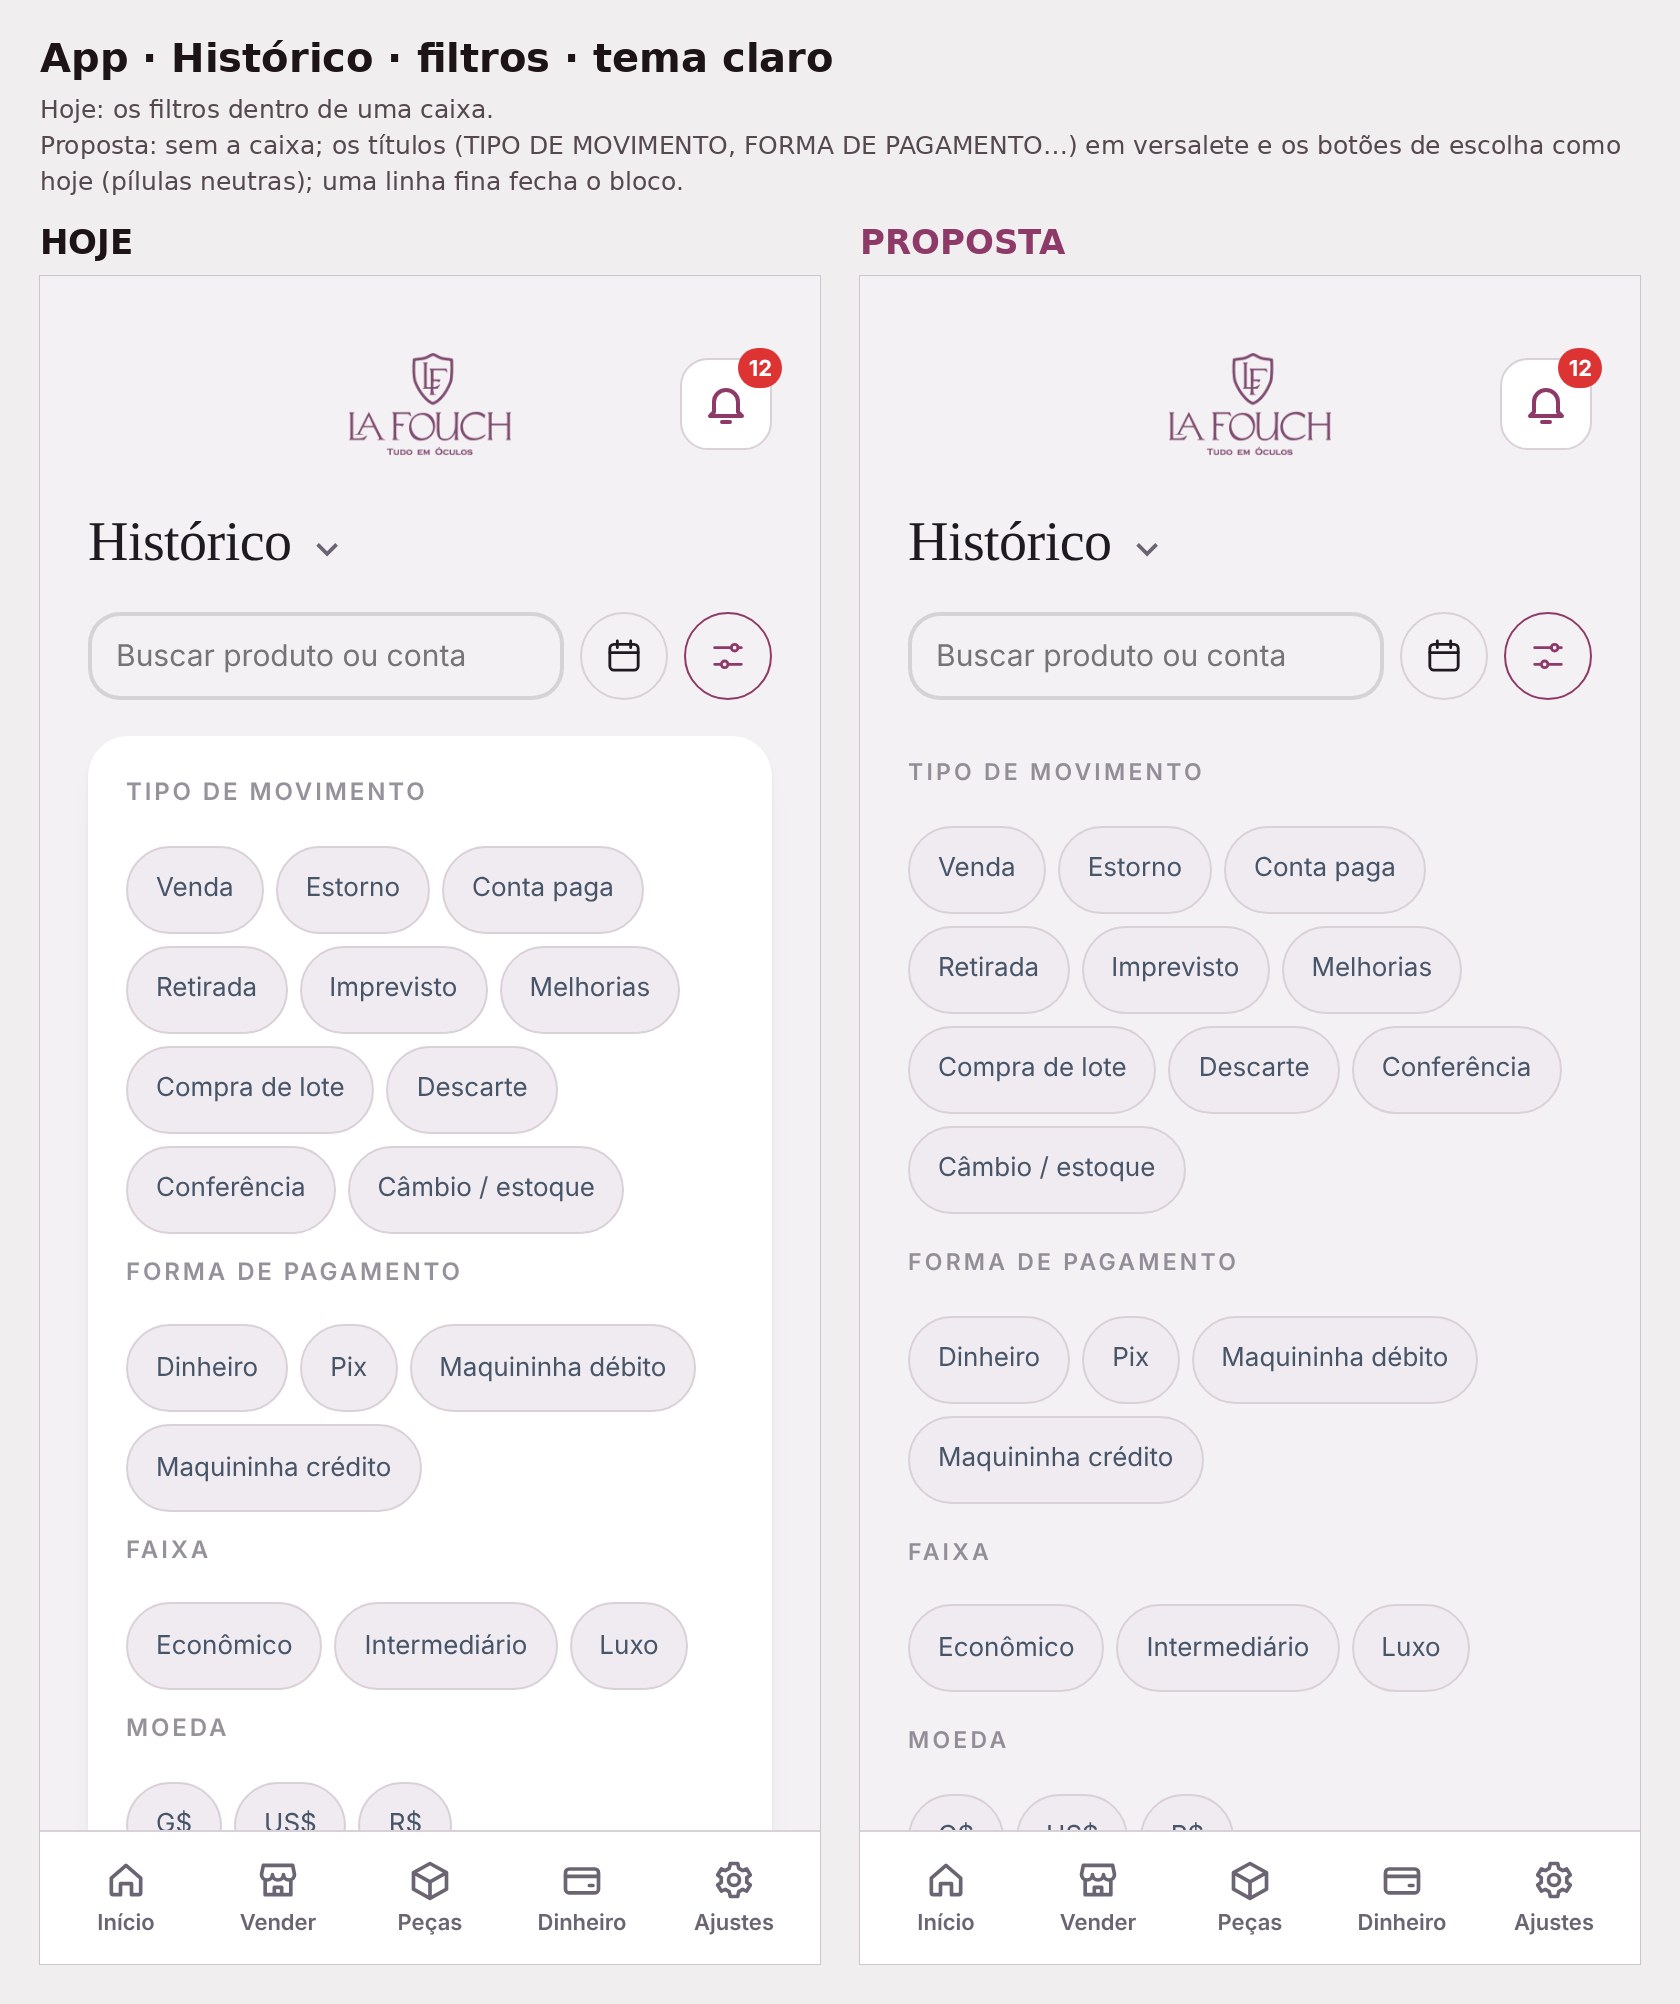 App · Histórico · filtros · tema claro
Hoje: os filtros dentro de uma caixa.
Proposta: sem a caixa; os títulos (TIPO DE MOVIMENTO, FORMA DE PAGAMENTO…) em versalete e os botões de escolha como
hoje (pílulas neutras); uma linha fina fecha o bloco.
HOJE
12
LF
LA FOUCH
TUDO EM ÓCULOS
Histórico
Buscar produto ou conta
TIPO DE MOVIMENTO
Venda Estorno Conta paga
Retirada Imprevisto Melhorias
Compra de lote Descarte
Conferência Câmbio / estoque
FORMA DE PAGAMENTO
Dinheiro Pix Maquininha débito
Maquininha crédito
FAIXA
Econômico Intermediário Luxo
MOEDA
G$ US$ R$
Início Vender Peças Dinheiro Ajustes
PROPOSTA
12
LF
LA FOUCH
TUDO EM ÓCULOS
Histórico
Buscar produto ou conta
TIPO DE MOVIMENTO
Venda Estorno Conta paga
Retirada Imprevisto Melhorias
Compra de lote Descarte Conferência
Câmbio / estoque
FORMA DE PAGAMENTO
Dinheiro Pix Maquininha débito
Maquininha crédito
FAIXA
Econômico Intermediário Luxo
MOEDA
G$ US$ R$
Início Vender Peças Dinheiro Ajustes